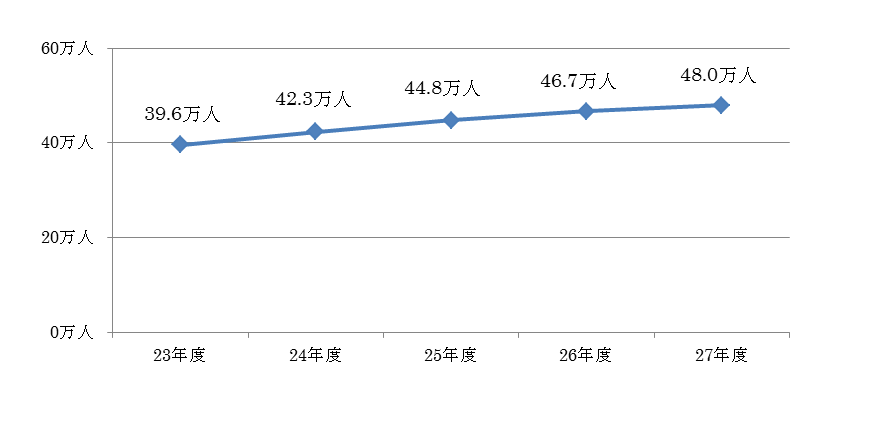 60万人
48.0万人
46.7万人
44.8万人
42.3万人
39.6万人
40万人
20万人
0万人
23年度
24年度
25年度
26年度
27年度